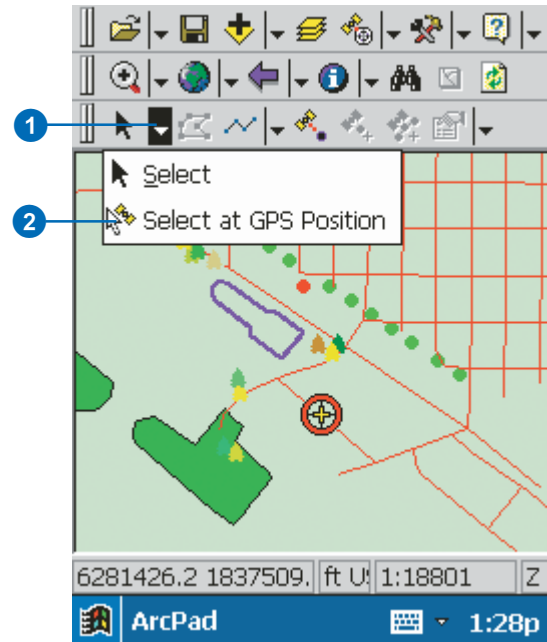 1
Select
2
Select at GPS Position
6281426.2 1837509. ft U 1:18801 Z
ArcPad 1:28p